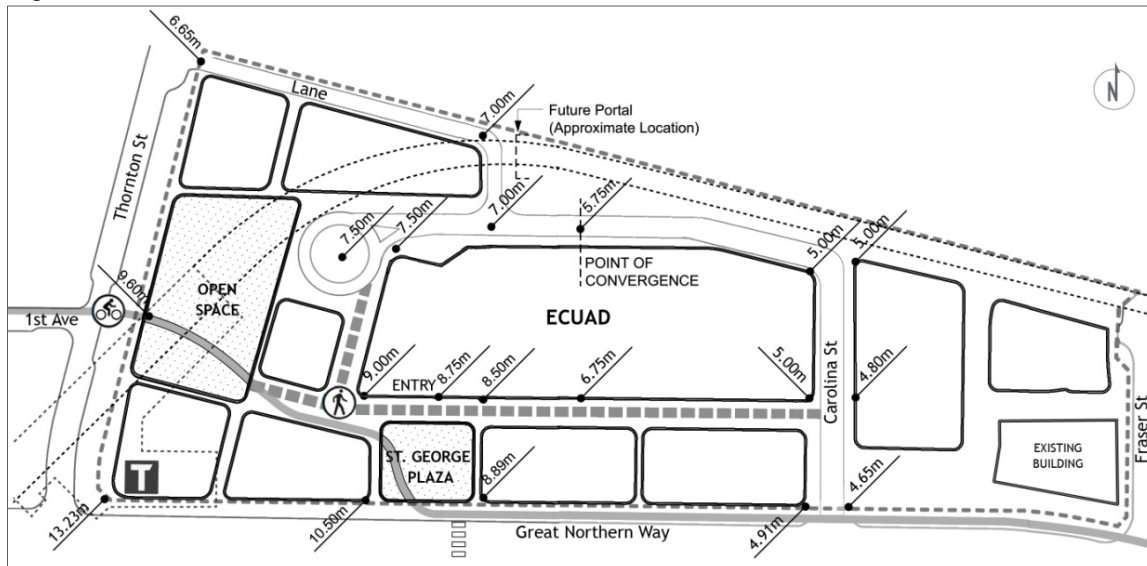 6.65m
Lane
7.00m
Future Portal
(Approximate Location)
N
Thornton St
7.50m
7.50m
7.00m
5.75m
5.00m
5.00m
POINT OF
CONVERGENCE
9.60m
1st Ave
OPEN
SPACE
ECUAD
ENTRY
9.00m
8.75m
8.50m
6.75m
5.00m
Carolina St
4.80m
Fraser St
EXISTING
BUILDING
ST. GEORGE
PLAZA
8.89m
T
13.23m
10.50m
4.91m
4.65m
Great Northern Way